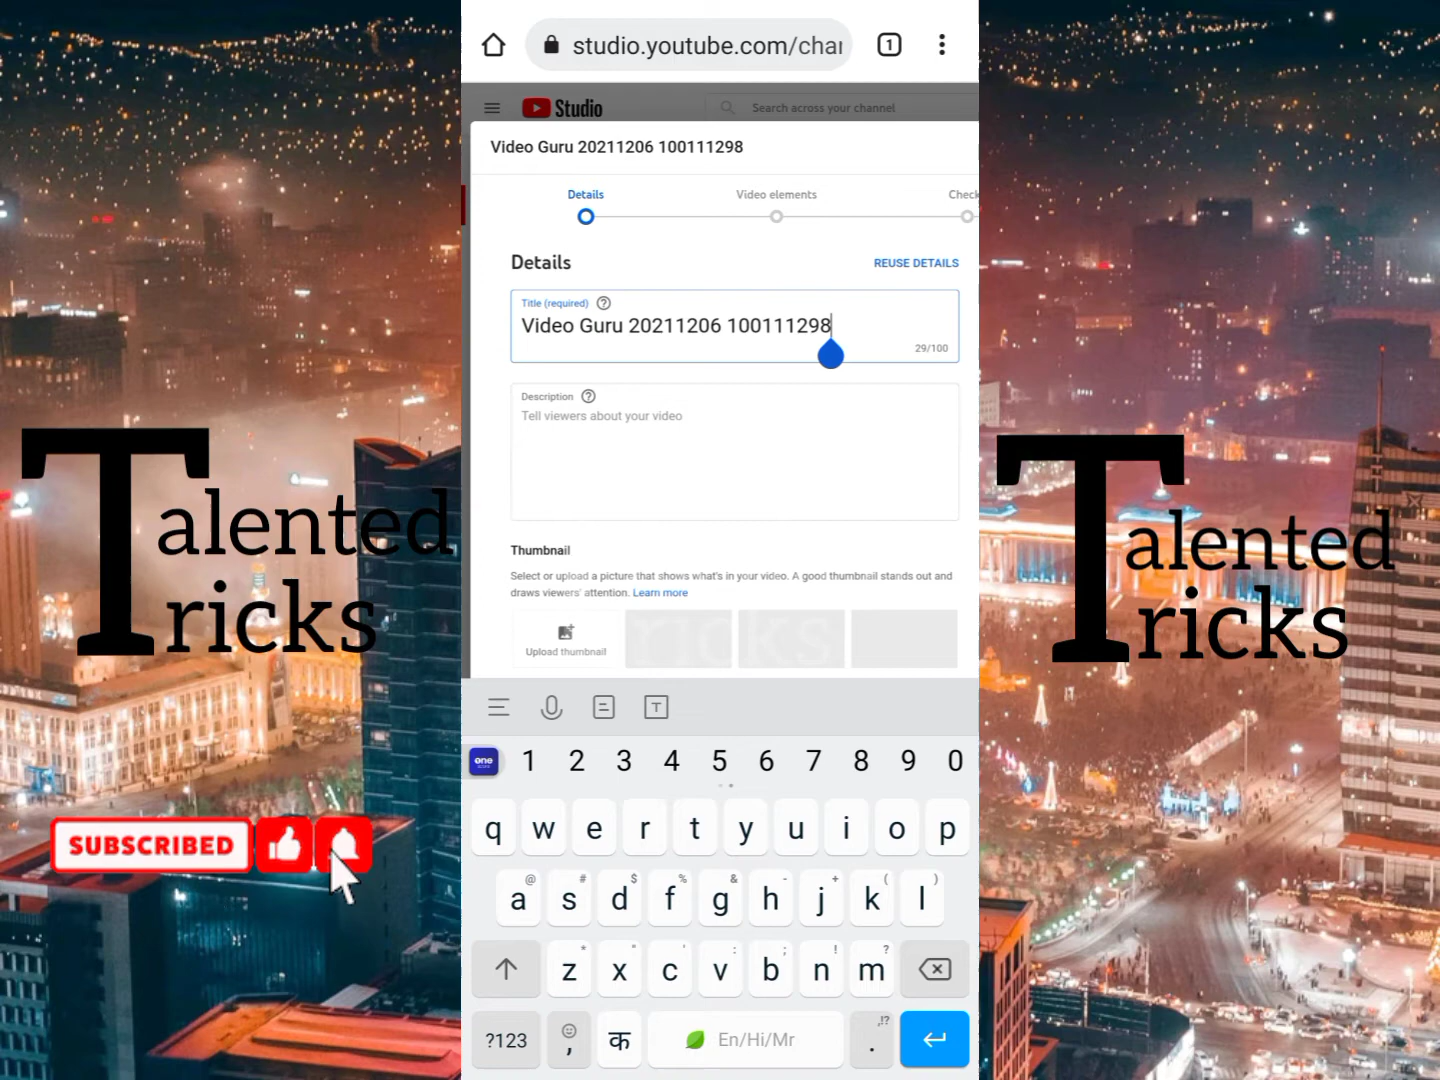 studio.youtube.com/chan
1
Studio
Search across your channel
Video Guru 20211206 100111298
Details
Video elements
Check
Details
REUSE DETAILS
Title (required) ?
Video Guru 20211206 100111298
29/100
Description ?
Tell viewers about your video
Thumbnail
Select or upload a picture that shows what's in your video. A good thumbnail stands out and
draws viewers' attention. Learn more
Upload thumbnail
ricks
ricks
T
one
1 2 3 4 5 6 7 8 9 0
q w e r t y u i o p
@ # $ % & - + ( )
a s d f g h j k l
* " ' : ; ! ?
z x c v b n m
?123 , क En/Hi/Mr . ,!?
Talented
Tricks
SUBSCRIBED
Talented
Tricks